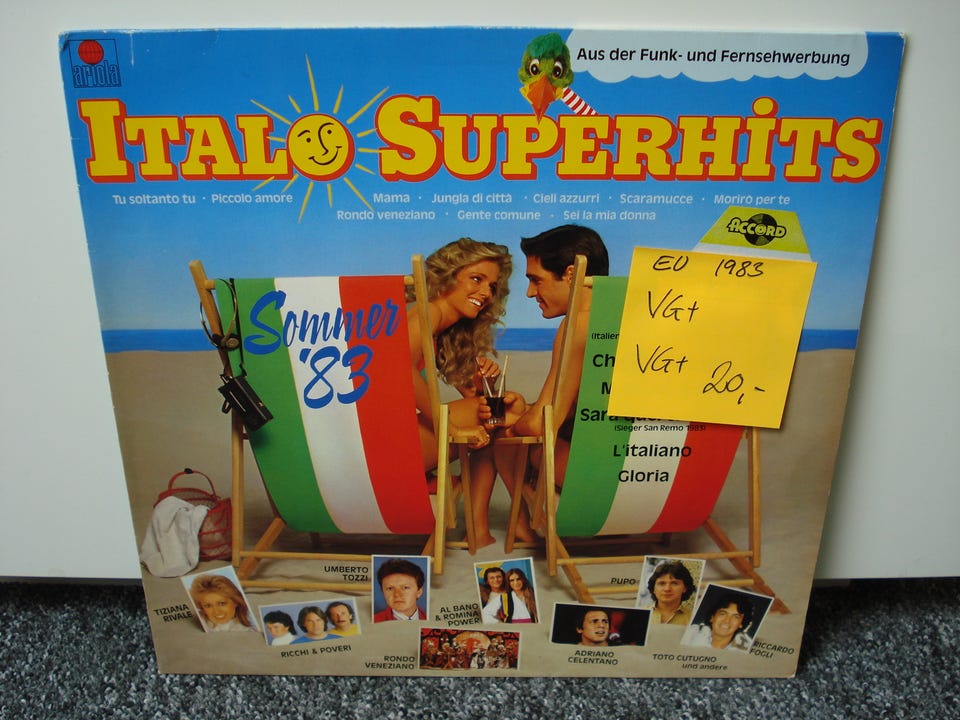 ariola
Aus der Funk- und Fernsehwerbung
ITALO SUPERHITS
Tu soltanto tu · Piccolo amore
Mama · Jungla di città · Cieli azzurri · Scaramucce · Morirò per te
Rondo veneziano · Gente comune · Sei la mia donna
ACCORD
EU 1983
VG+
VG+ 20,-
Sommer
'83
(Sieger San Remo 1983)
L'italiano
Gloria
TIZIANA
RIVALE
RICCHI & POVERI
UMBERTO
TOZZI
AL BANO
& ROMINA
POWER
RONDO
VENEZIANO
ADRIANO
CELENTANO
PUPO
TOTO CUTUGNO
und andere
RICCARDO
FOGLI